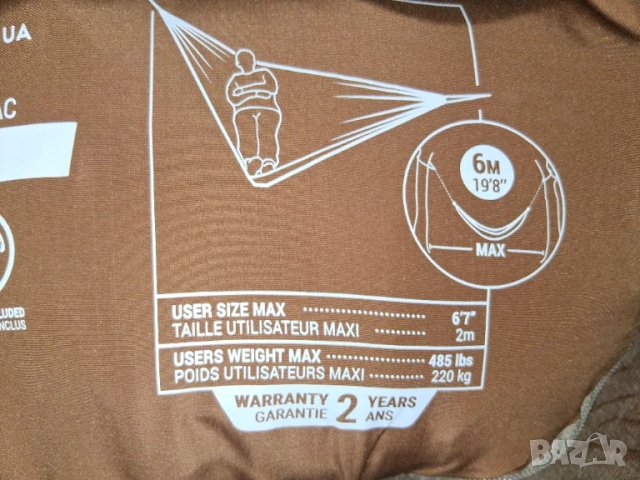 UA
AC
6M
19'8"
MAX
USER SIZE MAX 6'7"
TAILLE UTILISATEUR MAXI 2m
USERS WEIGHT MAX 485 lbs
POIDS UTILISATEURS MAXI 220 kg
WARRANTY 2 YEARS
GARANTIE ANS
LUDED
NCLUS
BAZAR